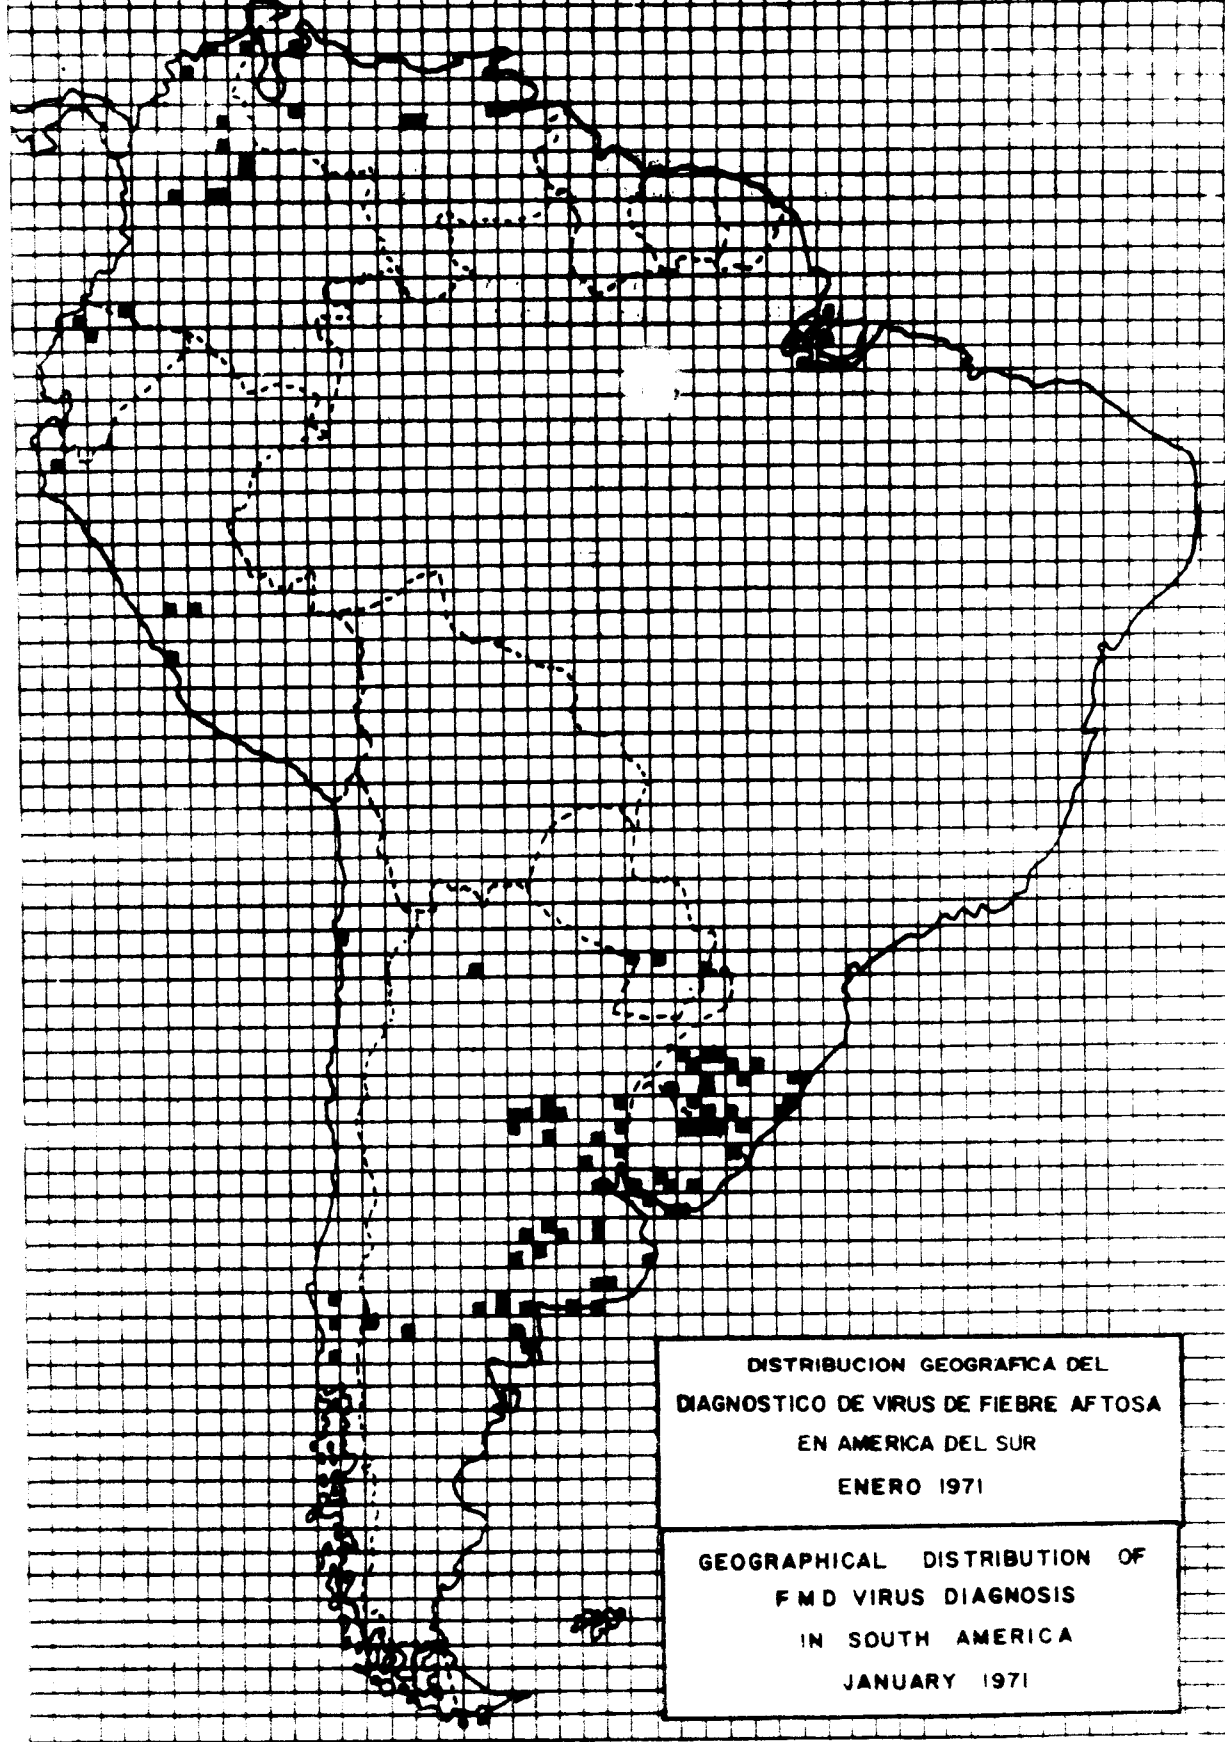 DISTRIBUCION GEOGRAFICA DEL
DIAGNOSTICO DE VIRUS DE FIEBRE AFTOSA
EN AMERICA DEL SUR
ENERO 1971
GEOGRAPHICAL DISTRIBUTION OF
FMD VIRUS DIAGNOSIS
IN SOUTH AMERICA
JANUARY 1971